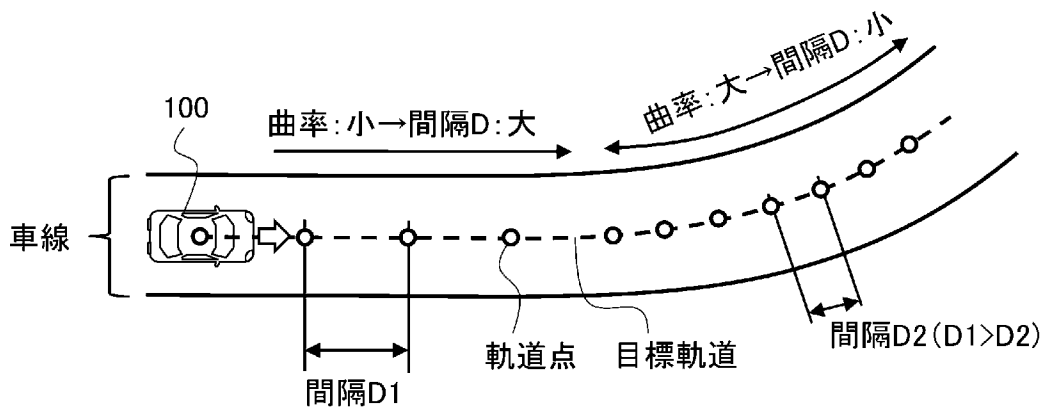 100
曲率:小→間隔D:大
曲率:大→間隔D:小
車線
間隔D1
軌道点
目標軌道
間隔D2(D1>D2)